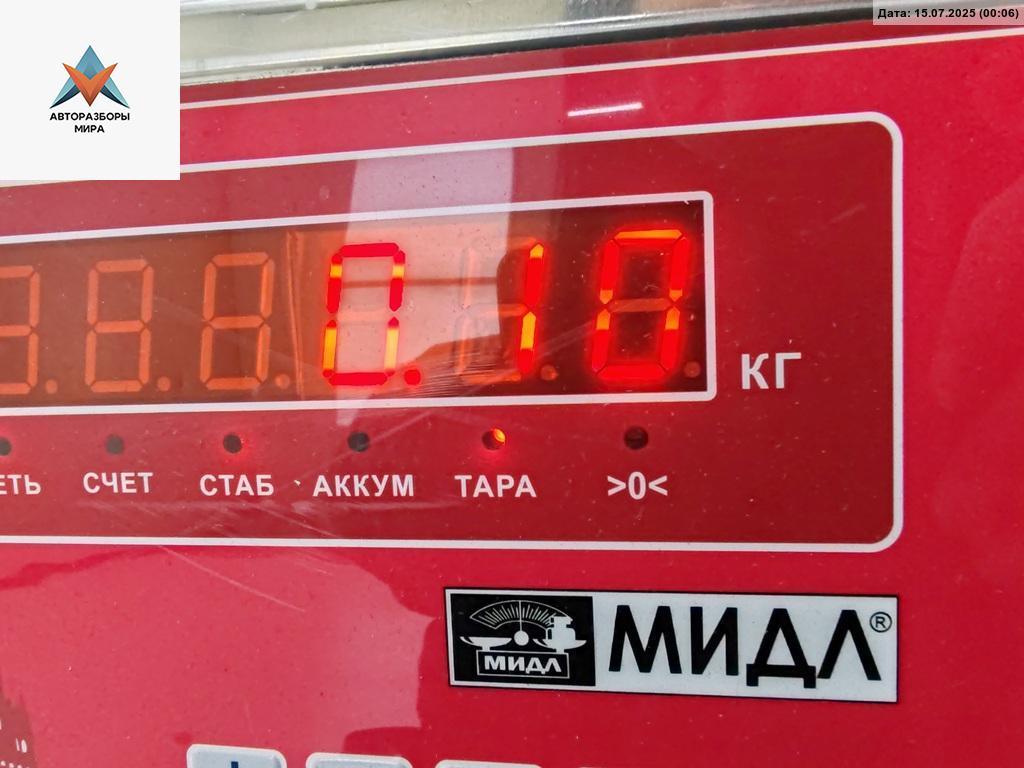 Дата: 15.07.2025 (00:06)
АВТОРАЗБОРЫ
МИРА
0.10
КГ
СЧЕТ
СТАБ
АККУМ
ТАРА
>0<
МИДЛ
МИДЛ®